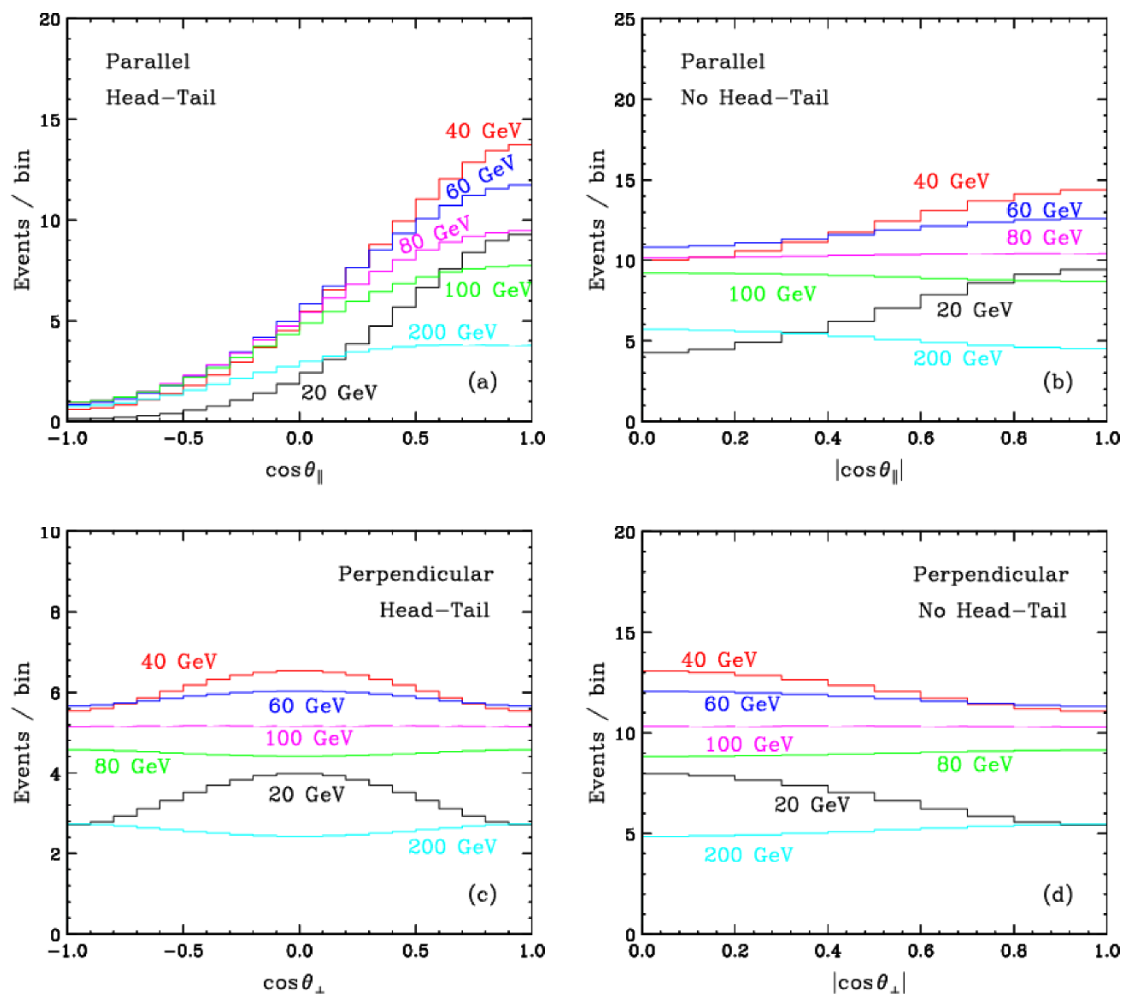 20
15
10
5
0
Events / bin
Parallel
Head-Tail
40 GeV
60 GeV
80 GeV
100 GeV
200 GeV
20 GeV
(a)
-1.0 -0.5 0.0 0.5 1.0
cosθ∥
25
20
15
10
5
0
Events / bin
Parallel
No Head-Tail
40 GeV
60 GeV
80 GeV
100 GeV
20 GeV
200 GeV
(b)
0.0 0.2 0.4 0.6 0.8 1.0
|cosθ∥|
10
8
6
4
2
0
Events / bin
Perpendicular
Head-Tail
40 GeV
60 GeV
100 GeV
80 GeV
20 GeV
200 GeV
(c)
-1.0 -0.5 0.0 0.5 1.0
cosθ⊥
20
15
10
5
0
Events / bin
Perpendicular
No Head-Tail
40 GeV
60 GeV
100 GeV
80 GeV
20 GeV
200 GeV
(d)
0.0 0.2 0.4 0.6 0.8 1.0
|cosθ⊥|